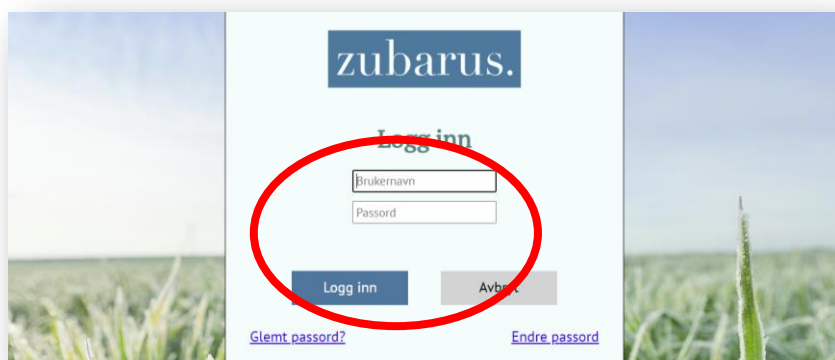 zubarus.
Logg inn
Brukernavn
Passord
Logg inn Avbryt
Glemt passord? Endre passord